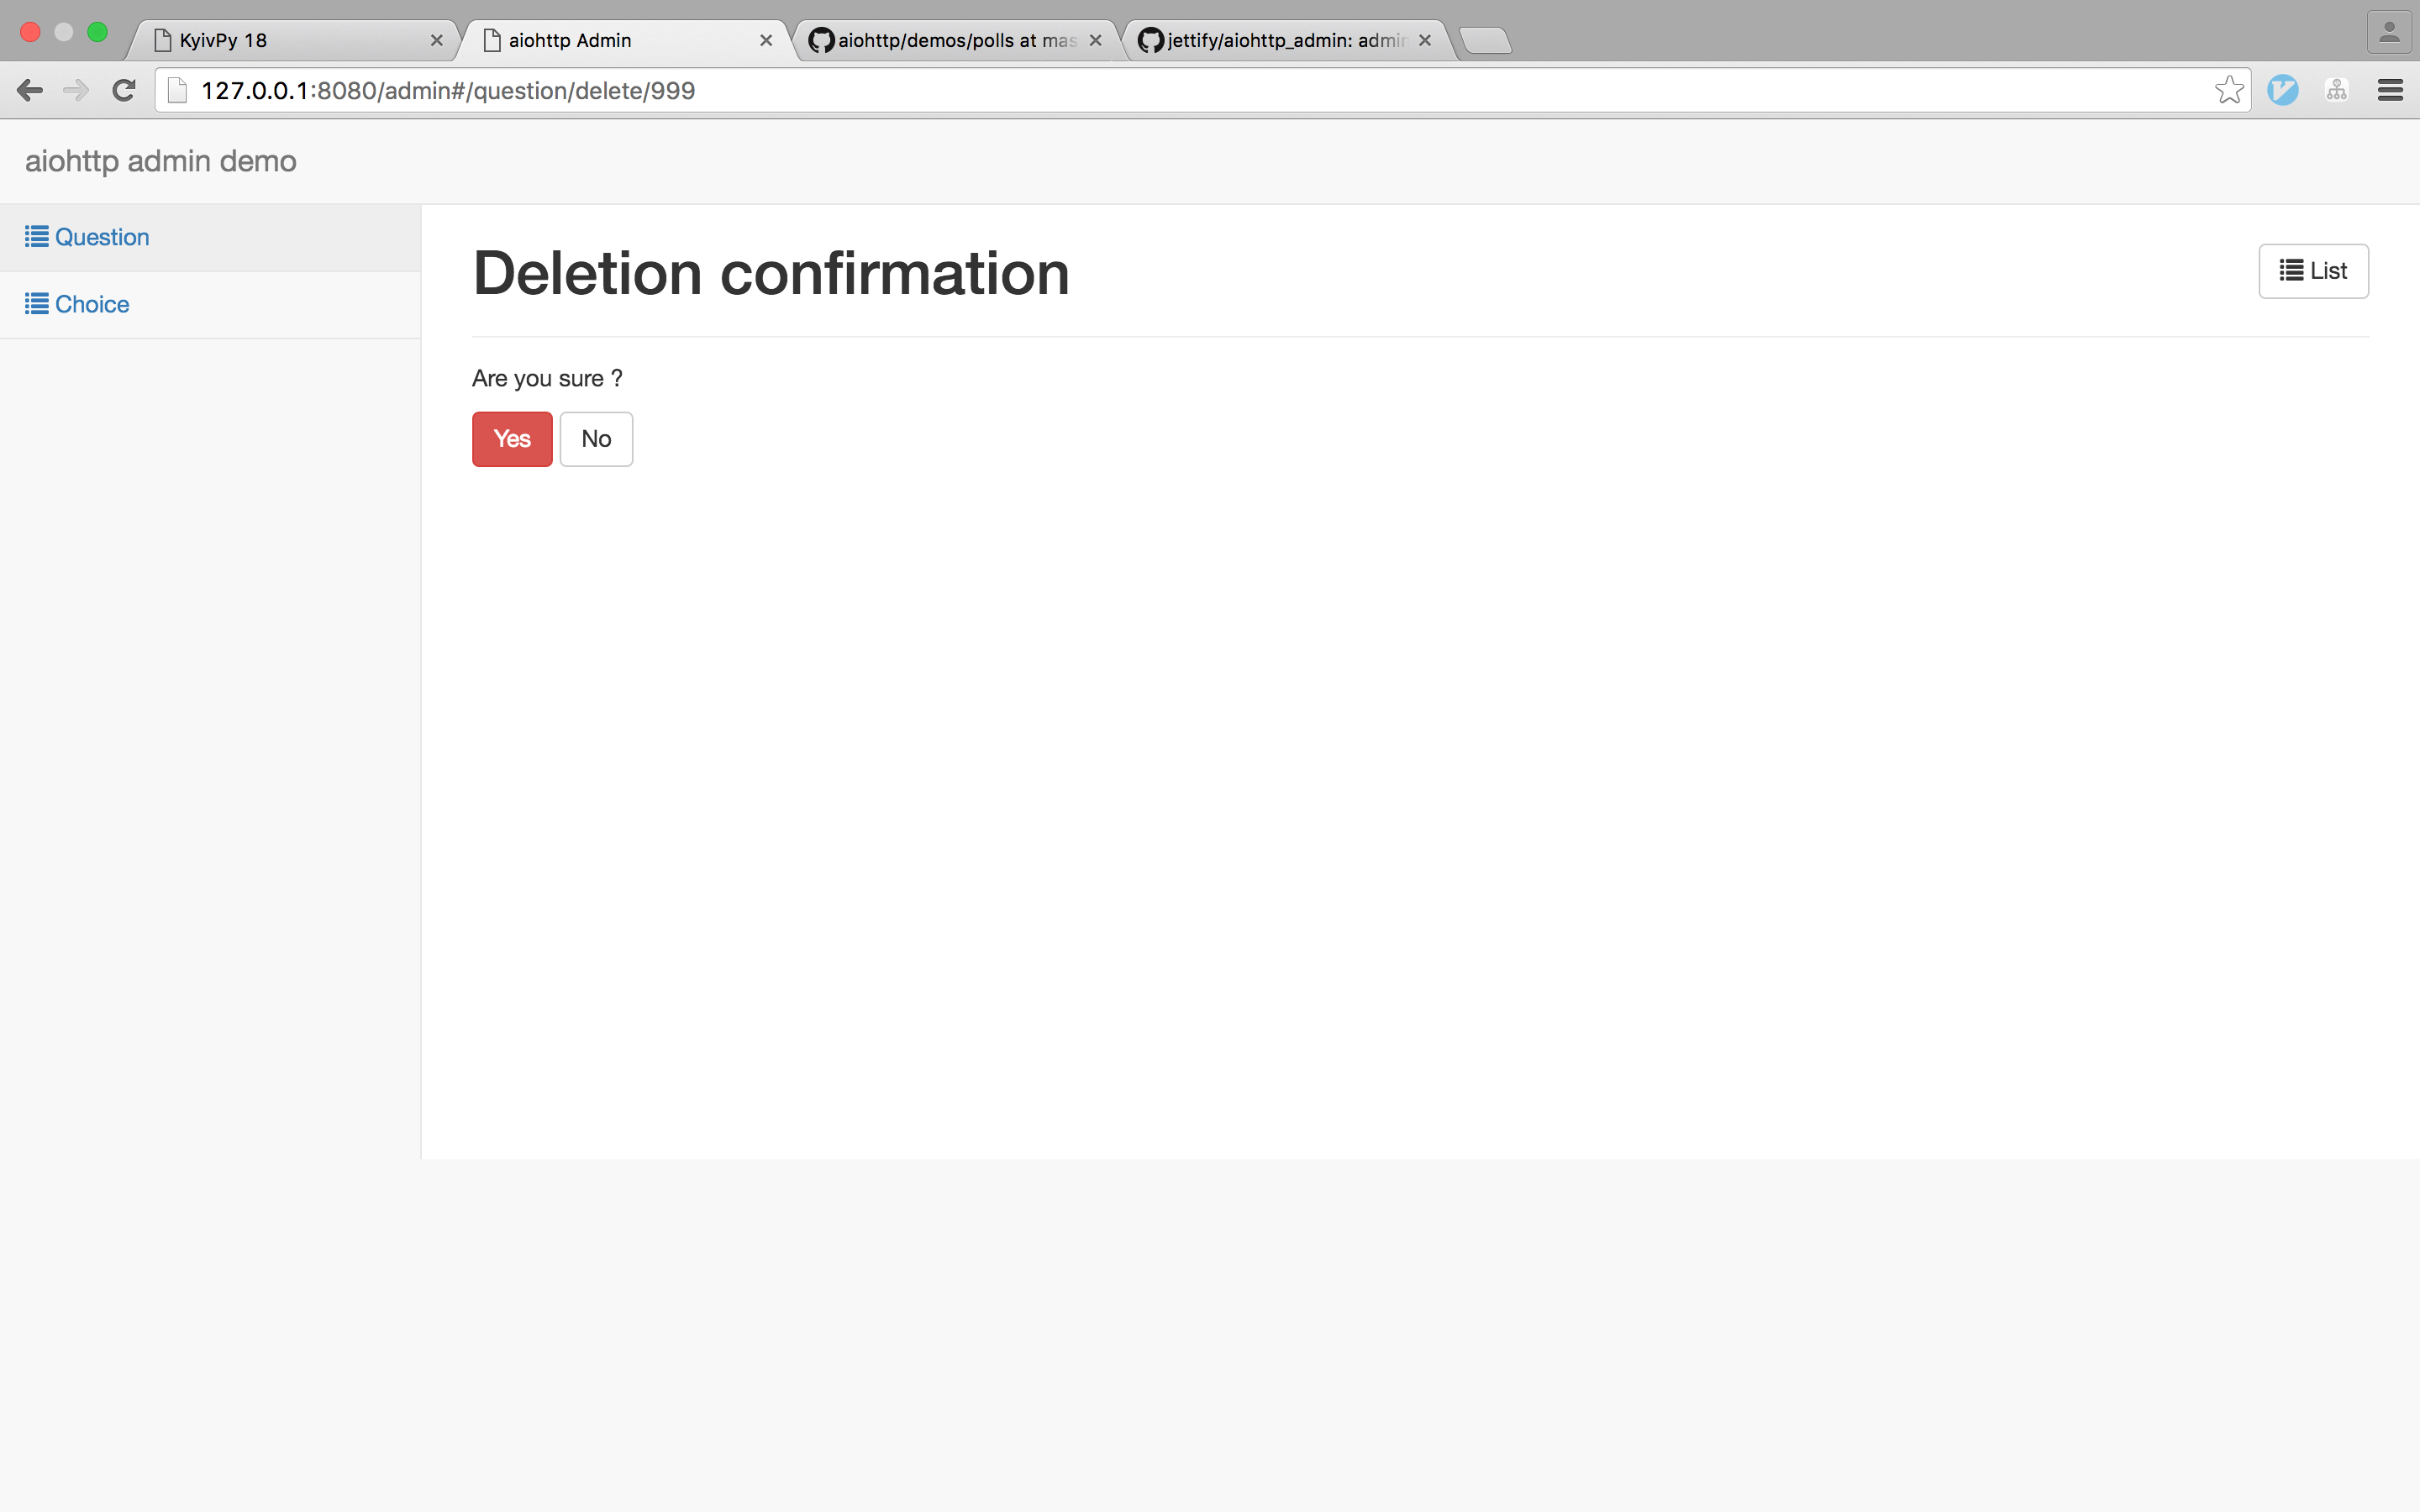 KyivPy 18
aiohttp Admin
aiohttp/demos/polls at mas
jettify/aiohttp_admin: admin
127.0.0.1:8080/admin#/question/delete/999
aiohttp admin demo
Question
Choice
Deletion confirmation
List
Are you sure ?
Yes
No